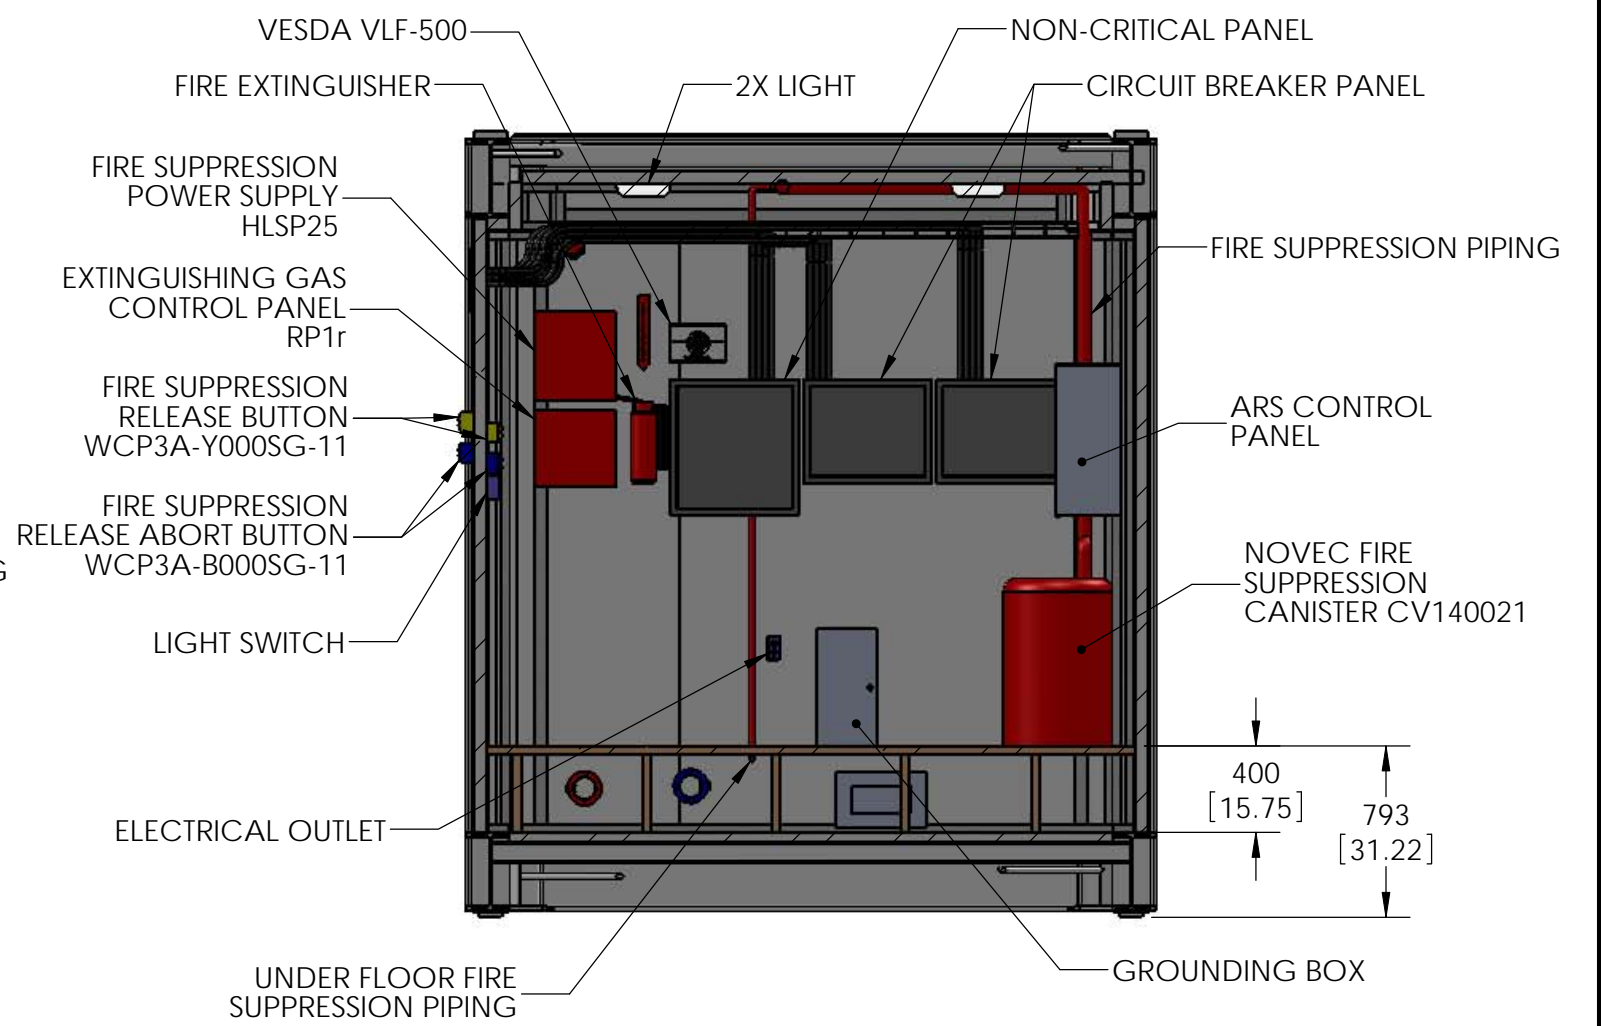 VESDA VLF-500
NON-CRITICAL PANEL
FIRE EXTINGUISHER
2X LIGHT
CIRCUIT BREAKER PANEL
FIRE SUPPRESSION
POWER SUPPLY
HLSP25
FIRE SUPPRESSION PIPING
EXTINGUISHING GAS
CONTROL PANEL
RP1r
FIRE SUPPRESSION
RELEASE BUTTON
WCP3A-Y000SG-11
ARS CONTROL
PANEL
FIRE SUPPRESSION
RELEASE ABORT BUTTON
WCP3A-B000SG-11
G
NOVEC FIRE
SUPPRESSION
CANISTER CV140021
LIGHT SWITCH
400
[15.75]
793
[31.22]
ELECTRICAL OUTLET
UNDER FLOOR FIRE
SUPPRESSION PIPING
GROUNDING BOX